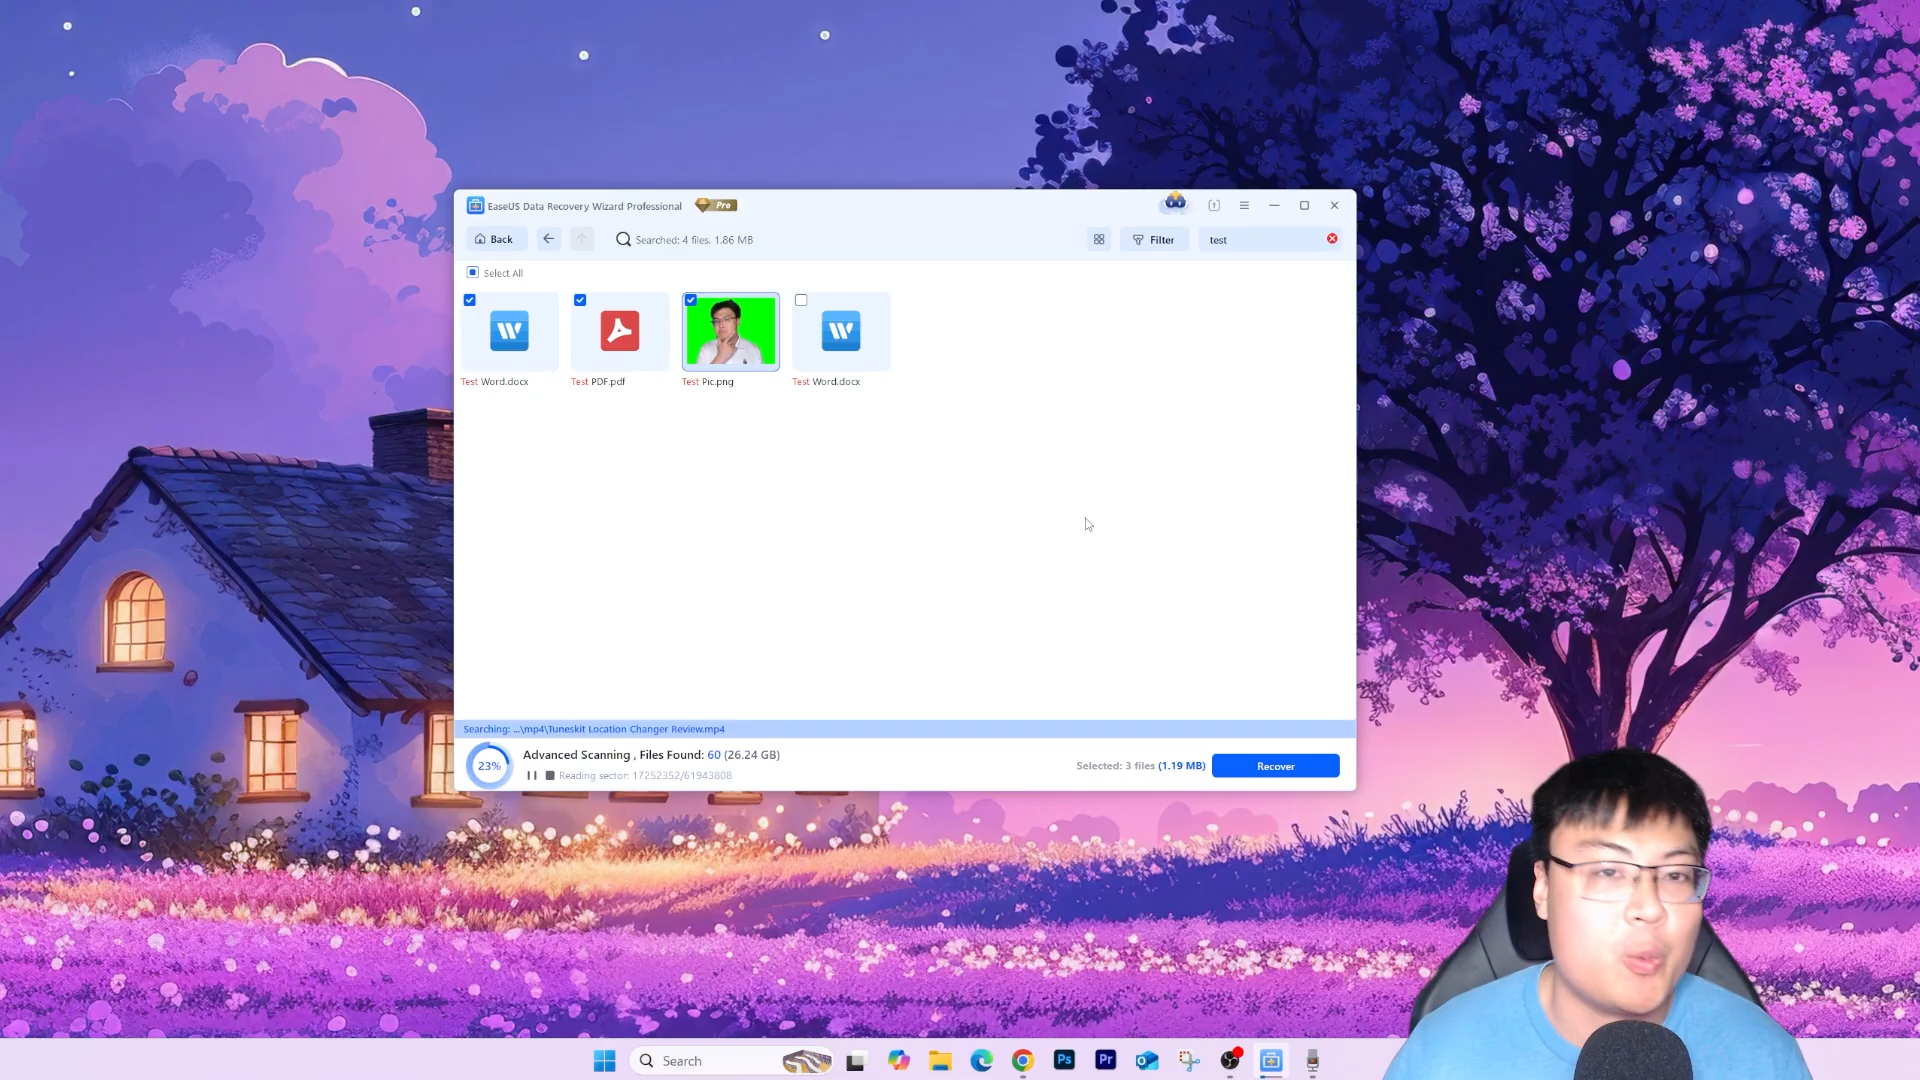 EaseUS Data Recovery Wizard Professional Pro
Back
Searched: 4 files, 1.86 MB
Filter
test
Select All
Test Word.docx
Test PDF.pdf
Test Pic.png
Test Word.docx
Searching: ...\mp4\Tuneskit Location Changer Review.mp4
23%
Advanced Scanning , Files Found: 60 (26.24 GB)
Reading sector: 17252352/61943808
Selected: 3 files (1.19 MB)
Recover
Search
Ps
Pr